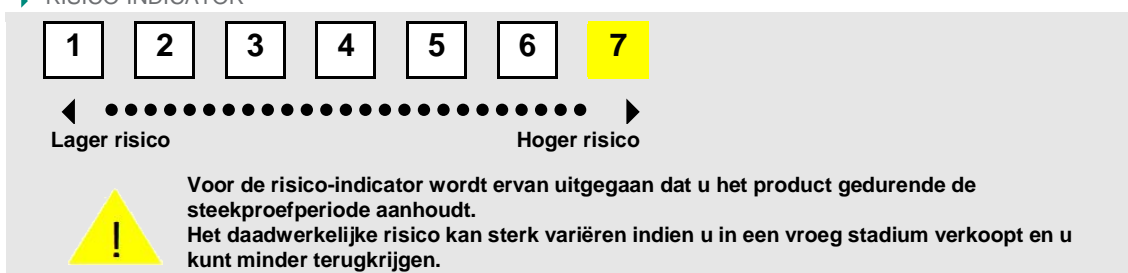 RISICO-INDICATOR
1 2 3 4 5 6 7
Lager risico Hoger risico
Voor de risico-indicator wordt ervan uitgegaan dat u het product gedurende de
steekproefperiode aanhoudt.
Het daadwerkelijke risico kan sterk variëren indien u in een vroeg stadium verkoopt en u
kunt minder terugkrijgen.
!